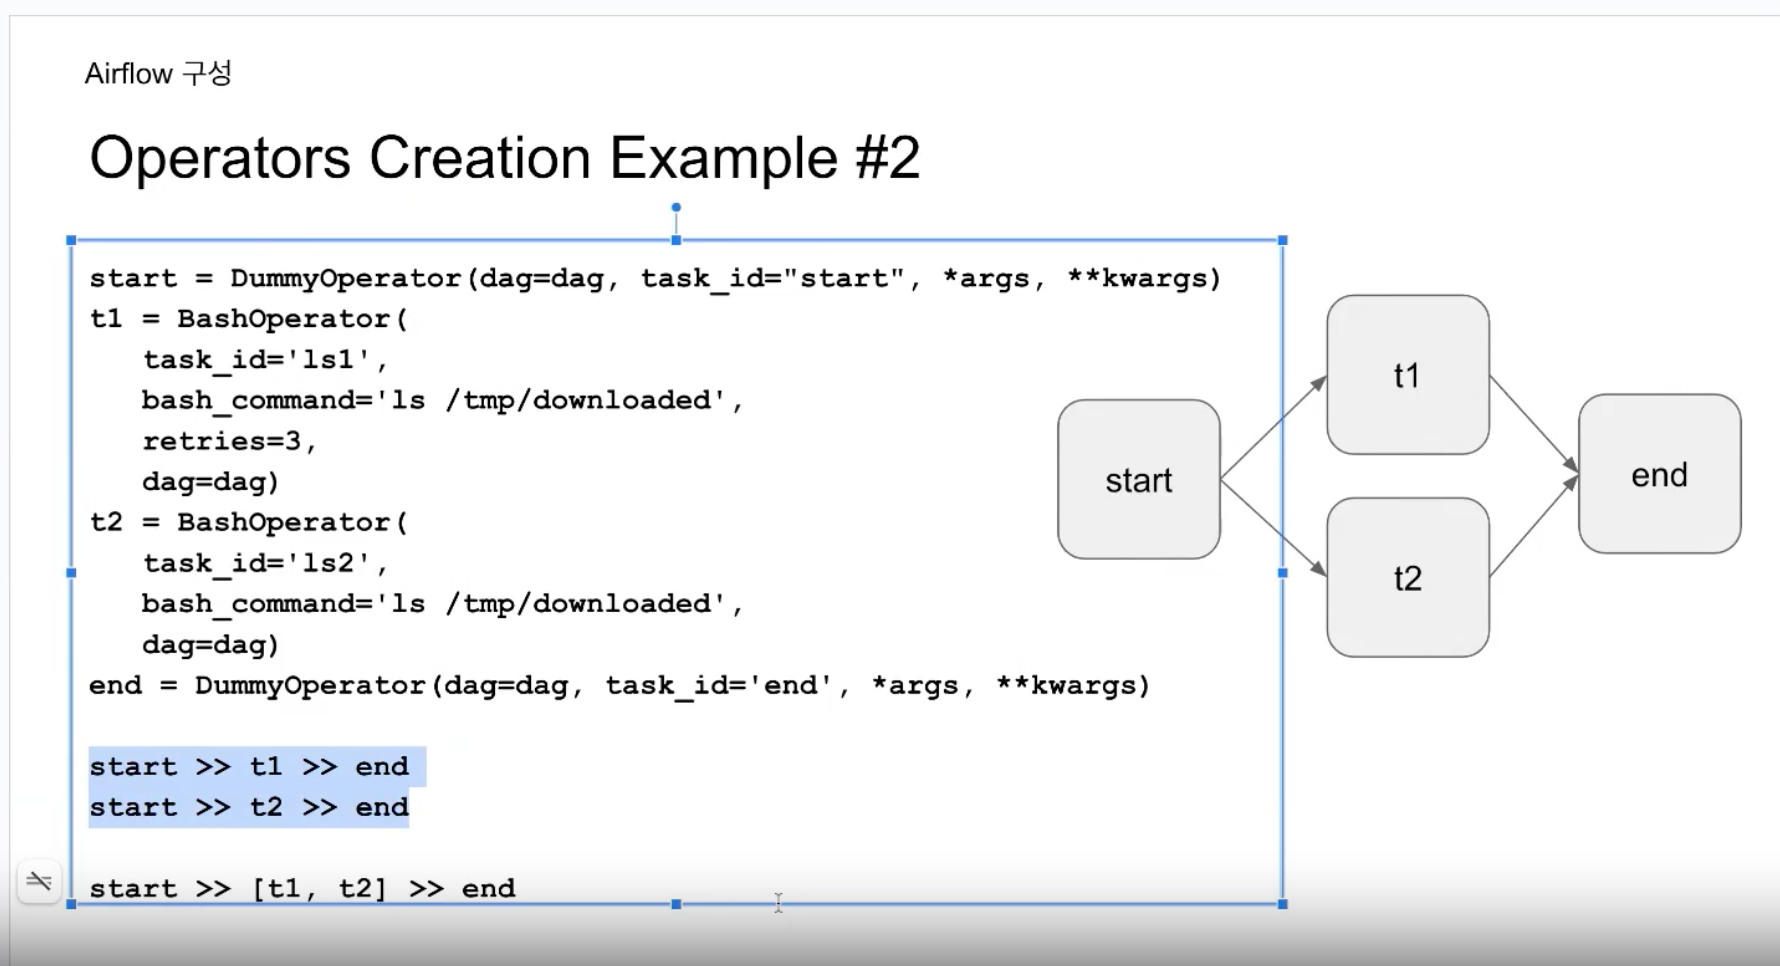 Airflow 구성
Operators Creation Example #2
start = DummyOperator(dag=dag, task_id="start", *args, **kwargs)
t1 = BashOperator(
   task_id='ls1',
   bash_command='ls /tmp/downloaded',
   retries=3,
   dag=dag)
t2 = BashOperator(
   task_id='ls2',
   bash_command='ls /tmp/downloaded',
   dag=dag)
end = DummyOperator(dag=dag, task_id='end', *args, **kwargs)
start >> t1 >> end
start >> t2 >> end
start >> [t1, t2] >> end
start
t1
t2
end